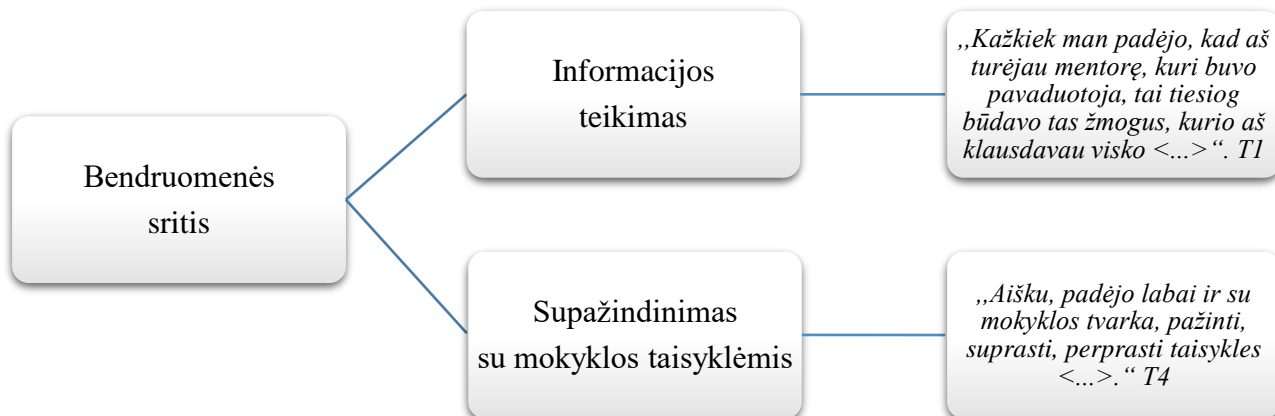 Bendruomenės
sritis
Informacijos
teikimas
,,Kažkiek man padėjo, kad aš
turėjau mentorę, kuri buvo
pavaduotoja, tai tiesiog
būdavo tas žmogus, kurio aš
klausdavau visko <...>“. T1
Supažindinimas
su mokyklos taisyklėmis
,,Aišku, padėjo labai ir su
mokyklos tvarka, pažinti,
suprasti, perprasti taisykles
<...>.“ T4